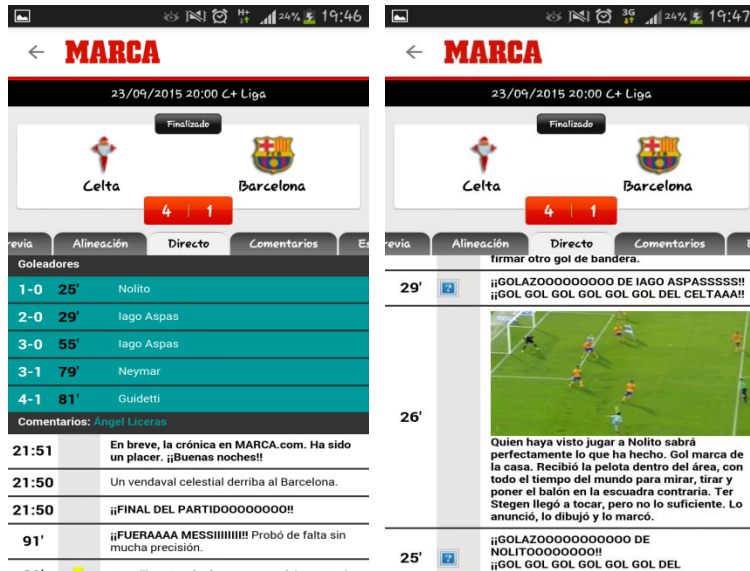 24% 19:46
MARCA
23/09/2015 20:00 C+ Liga
Finalizado
Celta
Barcelona
4 | 1
revia
Alineación
Directo
Comentarios
Es
Goleadores
1-0 25' Nolito
2-0 29' Iago Aspas
3-0 55' Iago Aspas
3-1 79' Neymar
4-1 81' Guidetti
Comentarios: Ángel Liceras
21:51 En breve, la crónica en MARCA.com. Ha sido
un placer. ¡¡Buenas noches!!
21:50 Un vendaval celestial derriba al Barcelona.
21:50 ¡¡FINAL DEL PARTIDOOOOOOOO!!
91' ¡¡FUERAAAA MESSIIIIIIII!! Probó de falta sin
mucha precisión.
3G 24% 19:47
MARCA
23/09/2015 20:00 C+ Liga
Finalizado
Celta
Barcelona
4 | 1
revia
Alineación
Directo
Comentarios
firmar otro gol de bandera.
29' ¡¡GOLAZOOOOOOOOO DE IAGO ASPASSSSS!!
¡¡GOL GOL GOL GOL GOL GOL DEL CELTAAA!!
26'
Quien haya visto jugar a Nolito sabrá
perfectamente lo que ha hecho. Gol marca de
la casa. Recibió la pelota dentro del área, con
todo el tiempo del mundo para mirar, tirar y
poner el balón en la escuadra contraria. Ter
Stegen llegó a tocar, pero no lo suficiente. Lo
anunció, lo dibujó y lo marcó.
25' ¡¡GOLAZOOOOOOOOOOO DE
NOLITOOOOOOOO!!
¡¡GOL GOL GOL GOL GOL GOL DEL